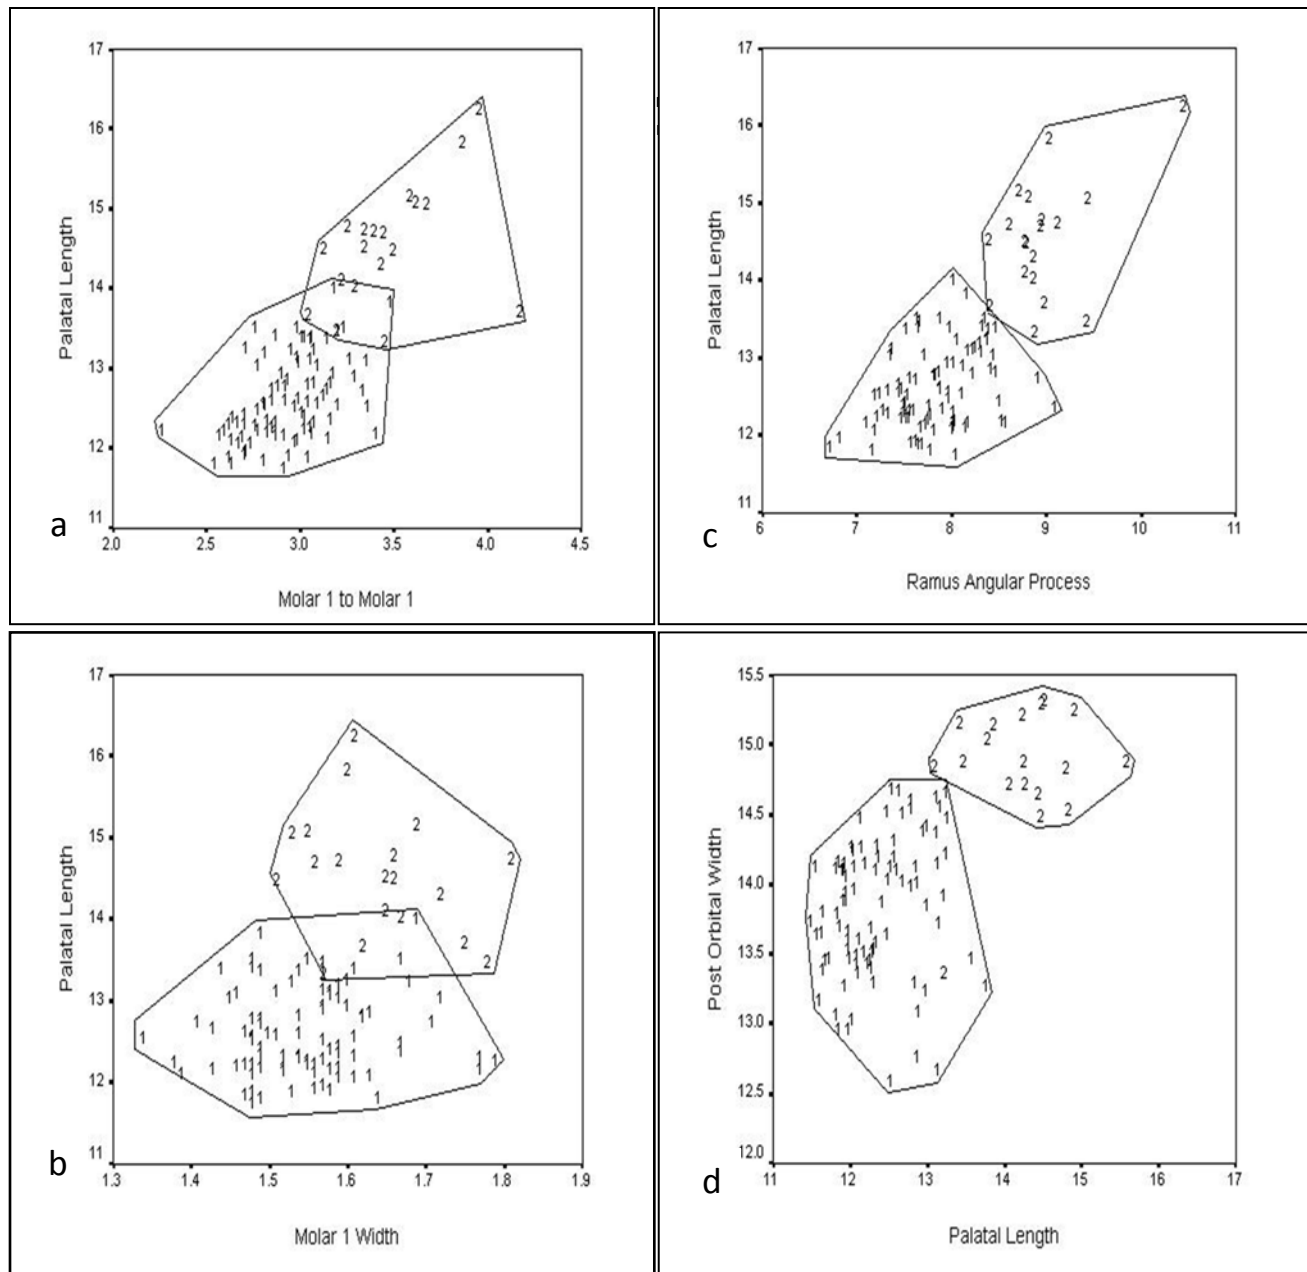 17
16
15
14
13
12
11
Palatal Length
2.0 2.5 3.0 3.5 4.0 4.5
Molar 1 to Molar 1
a
17
16
15
14
13
12
11
Palatal Length
6 7 8 9 10 11
Ramus Angular Process
c
17
16
15
14
13
12
11
Palatal Length
1.3 1.4 1.5 1.6 1.7 1.8 1.9
Molar 1 Width
b
15.5
15.0
14.5
14.0
13.5
13.0
12.5
12.0
Post Orbital Width
11 12 13 14 15 16 17
Palatal Length
d